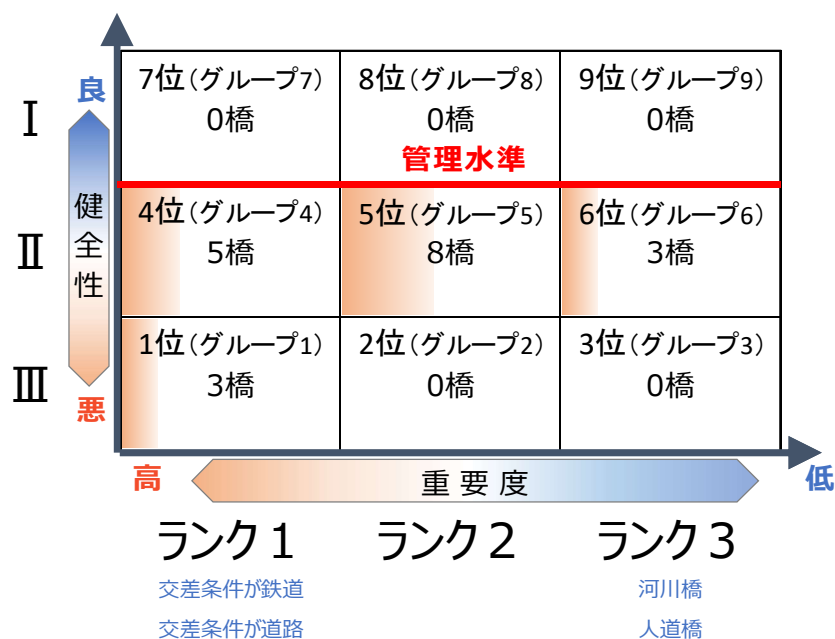 良
Ⅰ
健全性
Ⅱ
Ⅲ
悪
7位(グループ7)
0橋
8位(グループ8)
0橋
9位(グループ9)
0橋
管理水準
4位(グループ4)
5橋
5位(グループ5)
8橋
6位(グループ6)
3橋
1位(グループ1)
3橋
2位(グループ2)
0橋
3位(グループ3)
0橋
高
重要度
低
ランク1
ランク2
ランク3
交差条件が鉄道
河川橋
交差条件が道路
人道橋